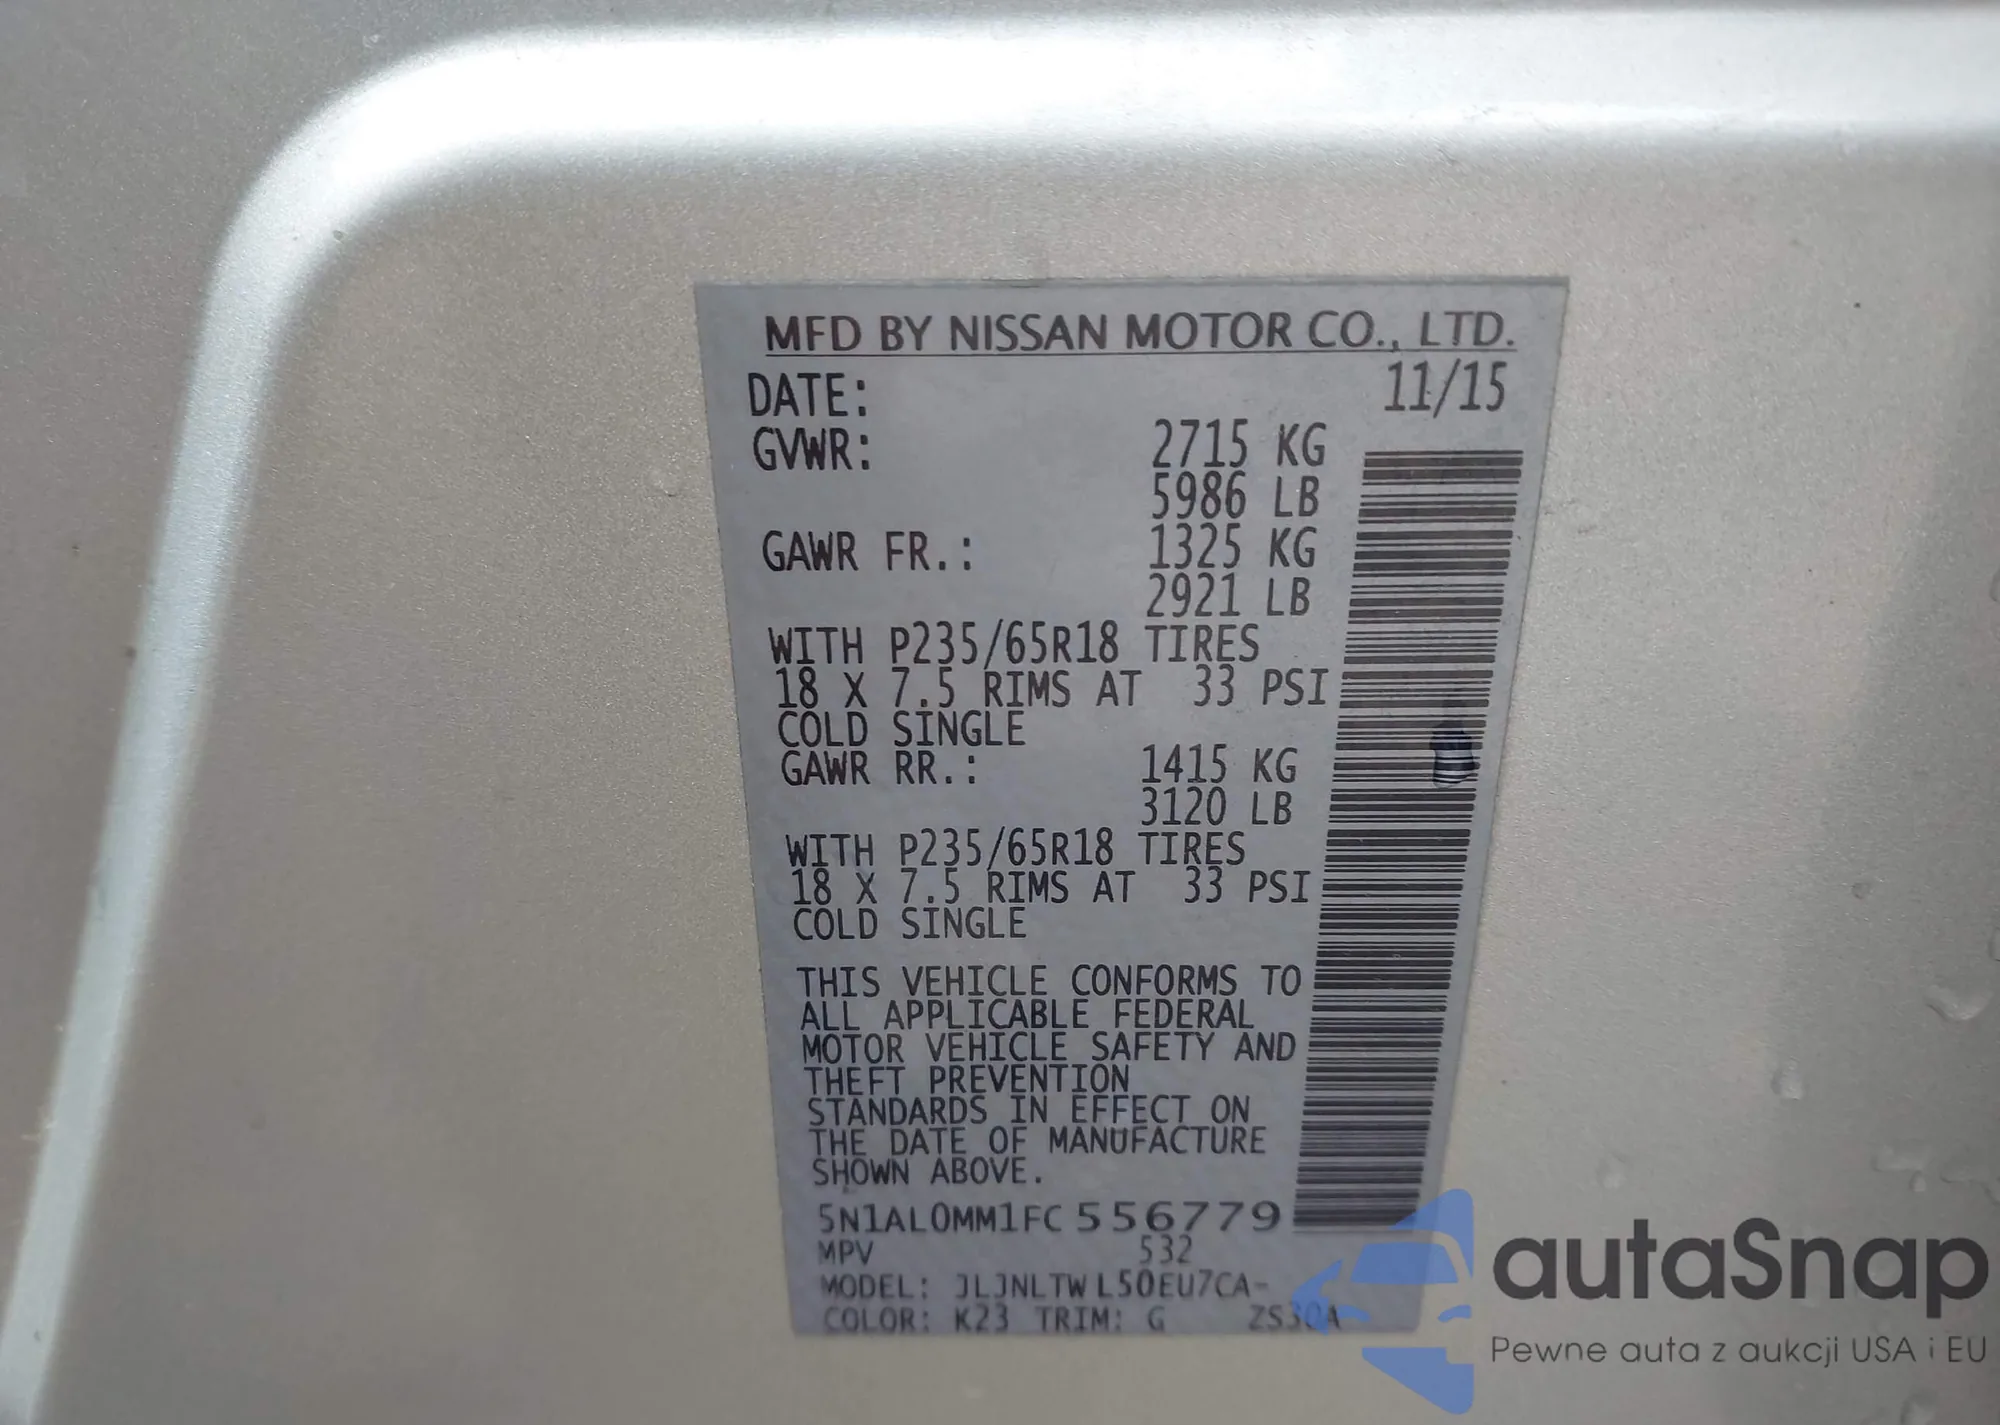 MFD BY NISSAN MOTOR CO., LTD.
DATE: 11/15
GVWR: 2715 KG
5986 LB
GAWR FR.: 1325 KG
2921 LB
WITH P235/65R18 TIRES
18 X 7.5 RIMS AT 33 PSI
COLD SINGLE
GAWR RR.: 1415 KG
3120 LB
WITH P235/65R18 TIRES
18 X 7.5 RIMS AT 33 PSI
COLD SINGLE
THIS VEHICLE CONFORMS TO
ALL APPLICABLE FEDERAL
MOTOR VEHICLE SAFETY AND
THEFT PREVENTION
STANDARDS IN EFFECT ON
THE DATE OF MANUFACTURE
SHOWN ABOVE.
5N1AL0MM1FC556779
MPV 532
MODEL: JLJNLTWL50EU7CA-
COLOR: K23 TRIM: G ZS30A
autaSnap
Pewne auta z aukcji USA i EU